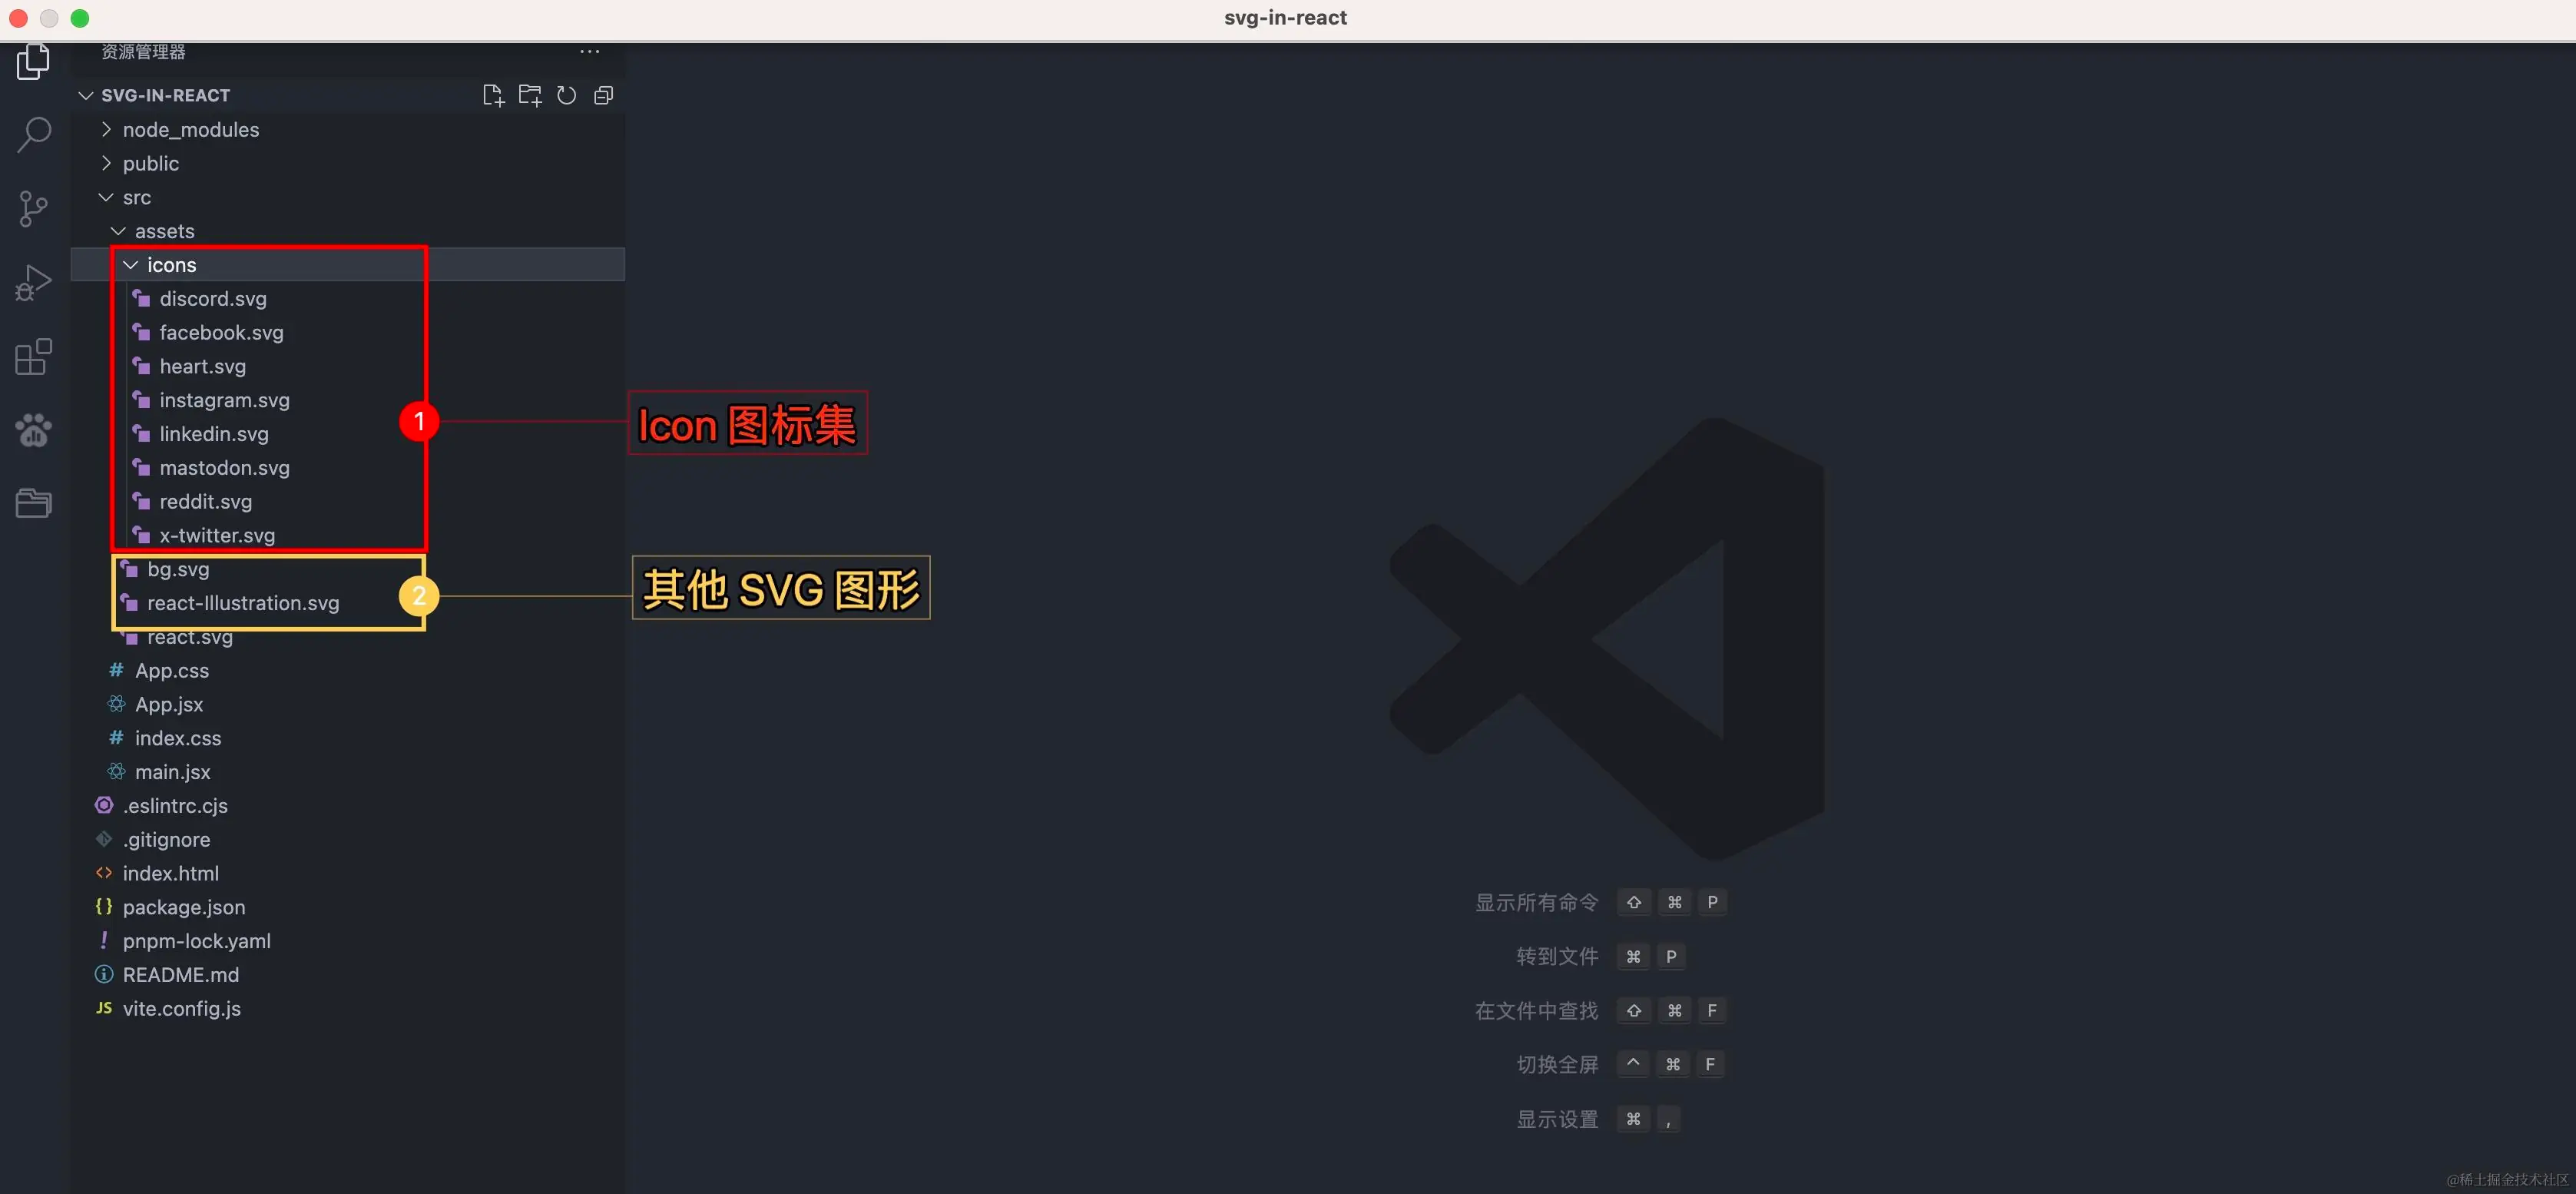 svg-in-react
资源管理器
SVG-IN-REACT
node_modules
public
src
assets
icons
discord.svg
facebook.svg
heart.svg
instagram.svg
linkedin.svg
mastodon.svg
reddit.svg
x-twitter.svg
bg.svg
react-Illustration.svg
react.svg
# App.css
App.jsx
# index.css
main.jsx
.eslintrc.cjs
.gitignore
<> index.html
{} package.json
! pnpm-lock.yaml
README.md
JS vite.config.js
1
Icon 图标集
2
其他 SVG 图形
显示所有命令 ⇧ ⌘ P
转到文件 ⌘ P
在文件中查找 ⇧ ⌘ F
切换全屏 ^ ⌘ F
显示设置 ⌘ ,
@稀土掘金技术社区